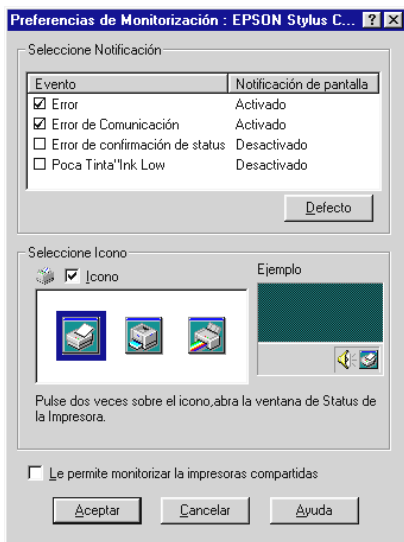 Preferencias de Monitorización : EPSON Stylus C...
Seleccione Notificación
Evento Notificación de pantalla
Error Activado
Error de Comunicación Activado
Error de confirmación de status Desactivado
Poca Tinta"Ink Low Desactivado
Defecto
Seleccione Icono
Icono Ejemplo
Pulse dos veces sobre el icono,abra la ventana de Status de
la Impresora.
Le permite monitorizar la impresoras compartidas
Aceptar Cancelar Ayuda